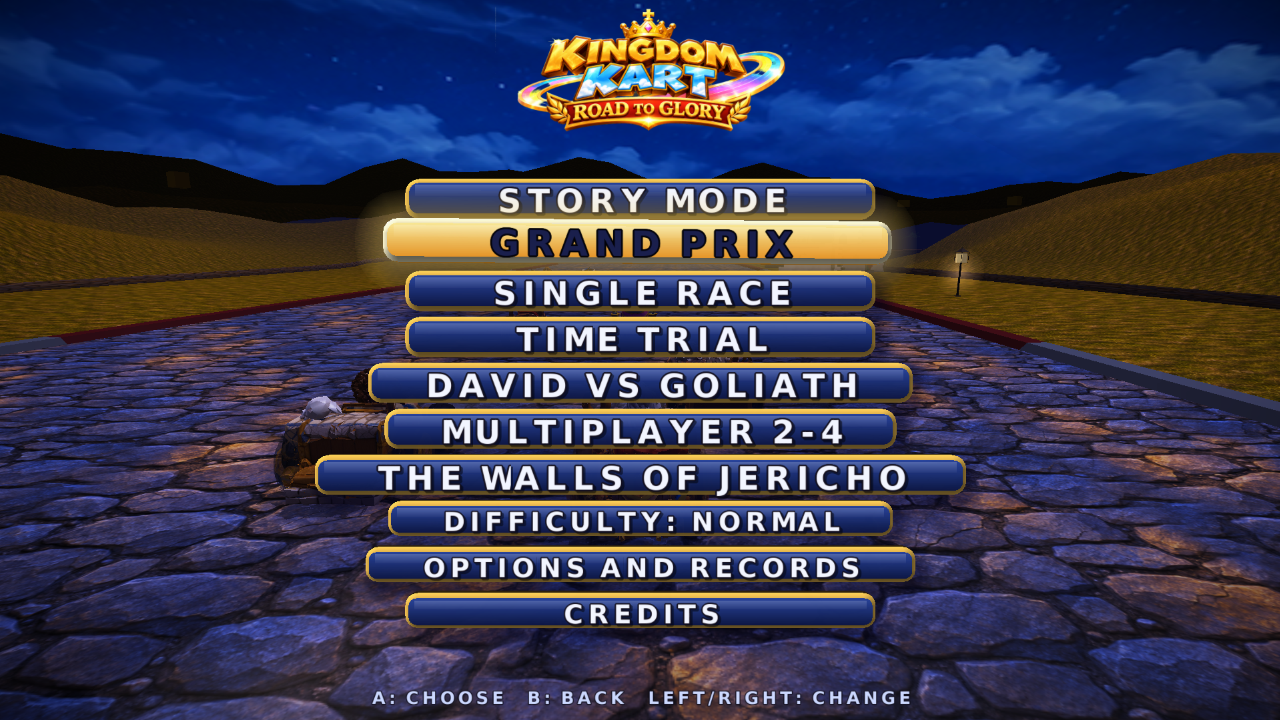 KINGDOM
KART
ROAD TO GLORY
STORY MODE
GRAND PRIX
SINGLE RACE
TIME TRIAL
DAVID VS GOLIATH
MULTIPLAYER 2-4
THE WALLS OF JERICHO
DIFFICULTY: NORMAL
OPTIONS AND RECORDS
CREDITS
A: CHOOSE B: BACK LEFT/RIGHT: CHANGE